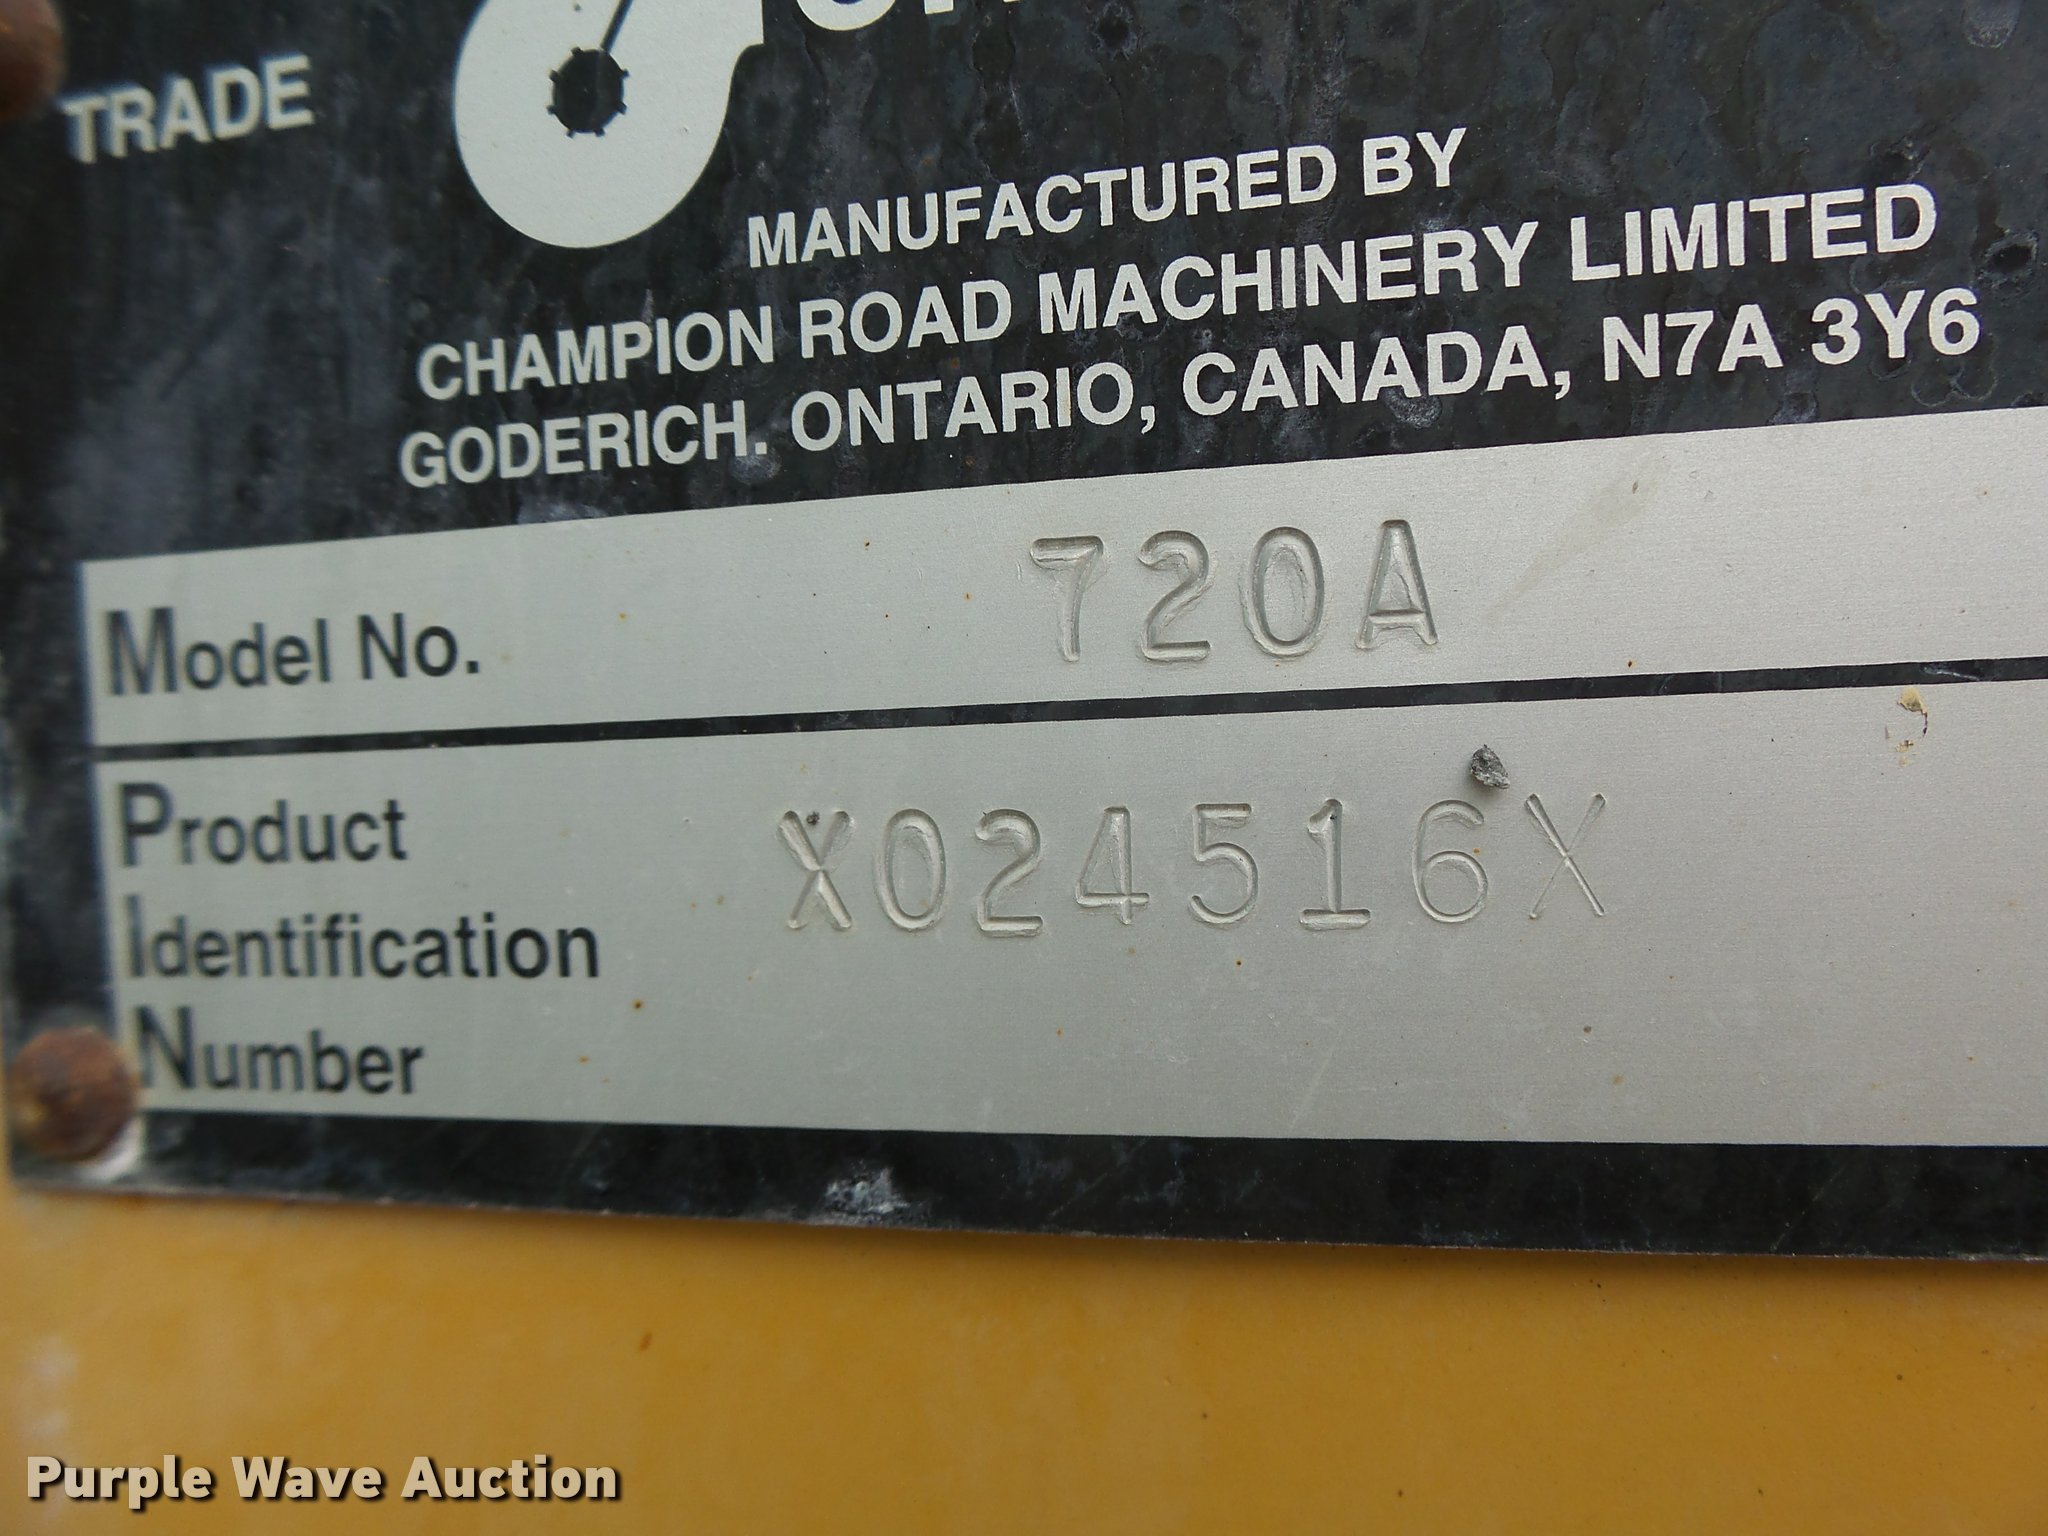 TRADE
MANUFACTURED BY
CHAMPION ROAD MACHINERY LIMITED
GODERICH. ONTARIO, CANADA, N7A 3Y6
Model No. 720A
Product
Identification
Number
X024516X
Purple Wave Auction